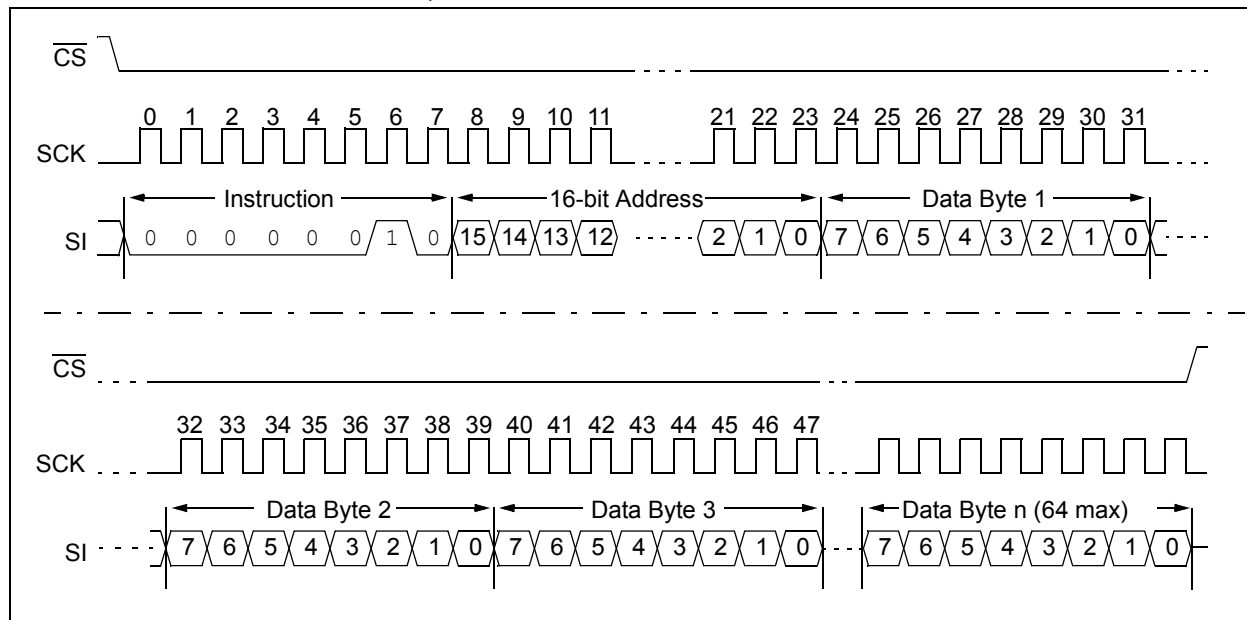 CS
0 1 2 3 4 5 6 7 8 9 10 11 21 22 23 24 25 26 27 28 29 30 31
SCK
Instruction 16-bit Address Data Byte 1
SI 0 0 0 0 0 0 1 0 15 14 13 12 2 1 0 7 6 5 4 3 2 1 0
CS
32 33 34 35 36 37 38 39 40 41 42 43 44 45 46 47
SCK
Data Byte 2 Data Byte 3 Data Byte n (64 max)
SI 7 6 5 4 3 2 1 0 7 6 5 4 3 2 1 0 7 6 5 4 3 2 1 0